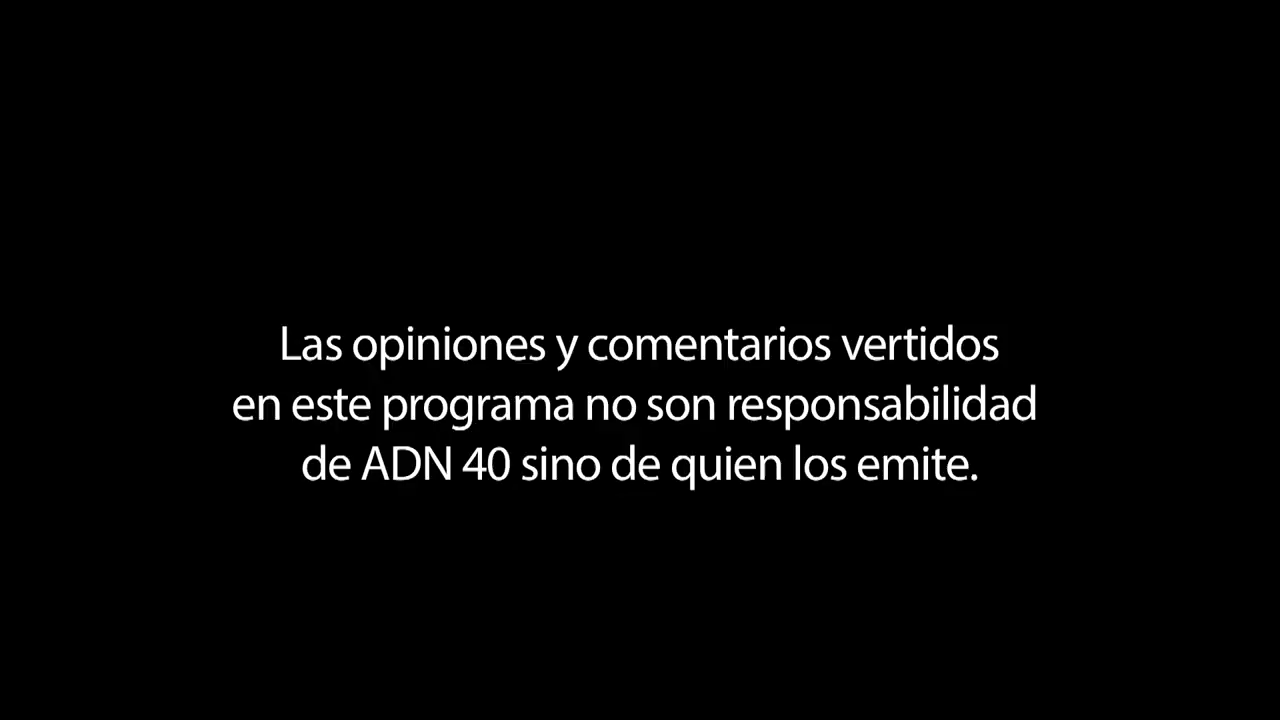 Las opiniones y comentarios vertidos
en este programa no son responsabilidad
de ADN 40 sino de quien los emite.